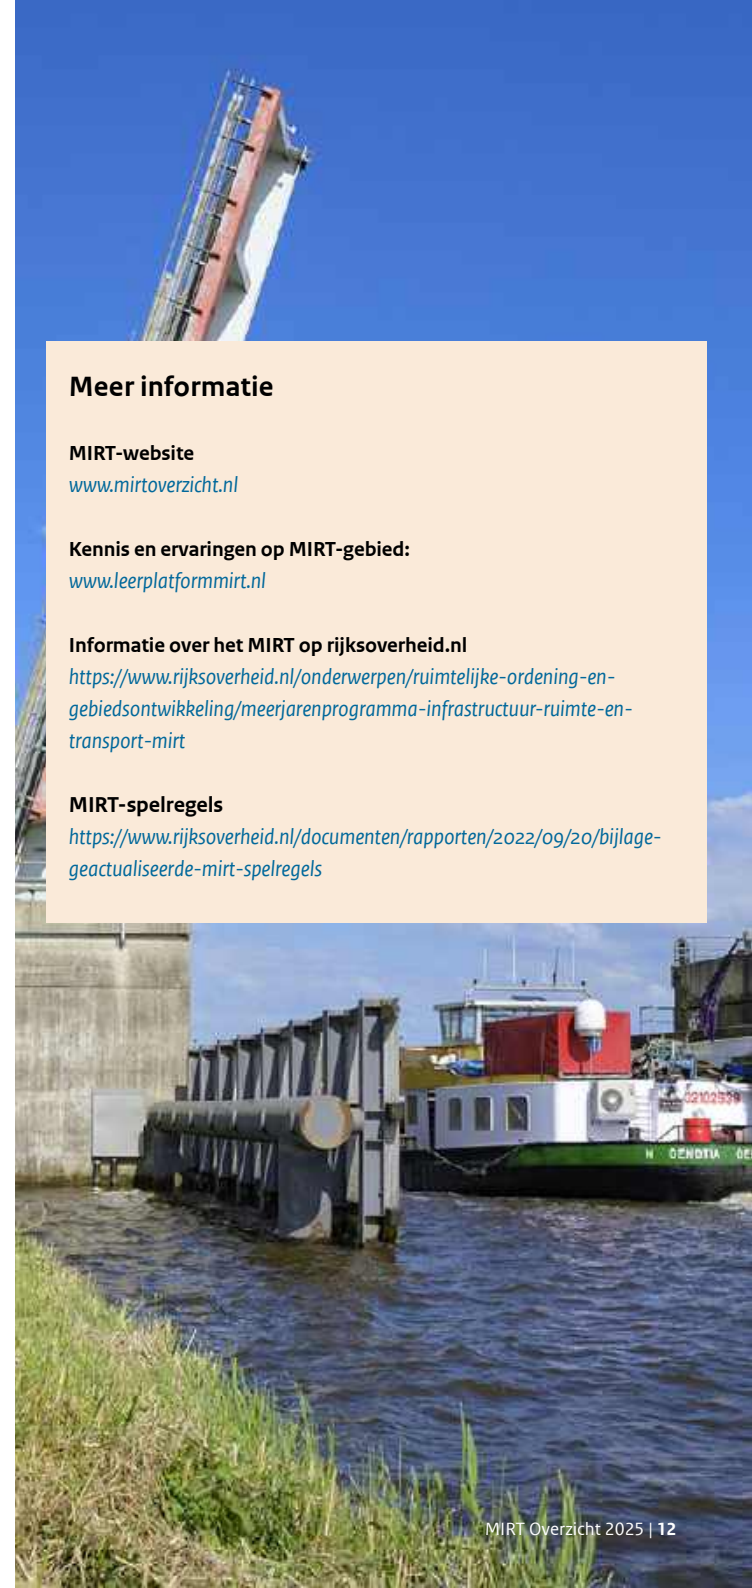 Meer informatie
MIRT-website
www.mirtoverzicht.nl
Kennis en ervaringen op MIRT-gebied:
www.leerplatformmirt.nl
Informatie over het MIRT op rijksoverheid.nl
https://www.rijksoverheid.nl/onderwerpen/ruimtelijke-ordening-en-
gebiedsontwikkeling/meerjarenprogramma-infrastructuur-ruimte-en-
transport-mirt
MIRT-spelregels
https://www.rijksoverheid.nl/documenten/rapporten/2022/09/20/bijlage-
geactualiseerde-mirt-spelregels
02102939
N GENDTIA GE
MIRT Overzicht 2025 | 12